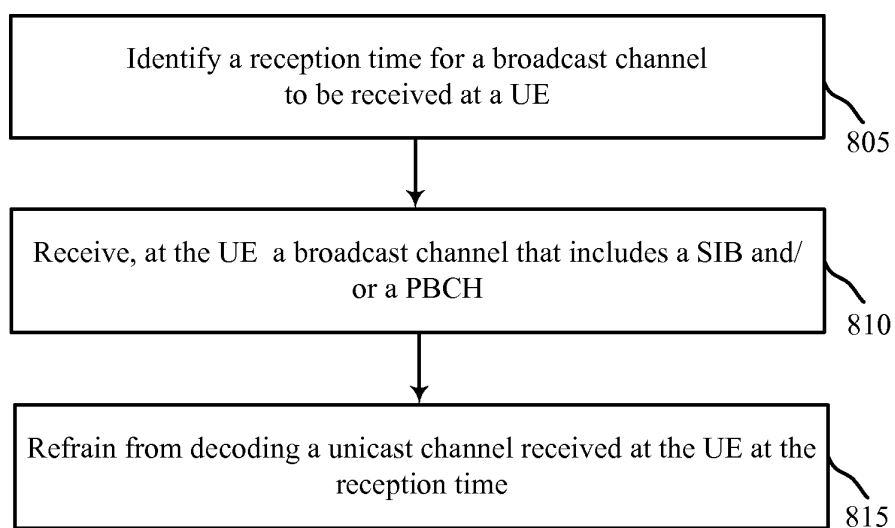 Identify a reception time for a broadcast channel
to be received at a UE
805
Receive, at the UE a broadcast channel that includes a SIB and/
or a PBCH
810
Refrain from decoding a unicast channel received at the UE at the
reception time
815